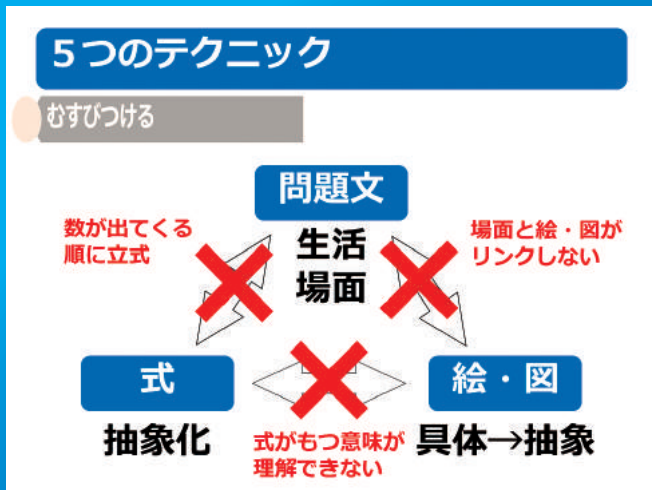 ５つのテクニック
むすびつける
問題文
数が出てくる
順に立式
生活
場面
場面と絵・図が
リンクしない
式
絵・図
抽象化
式がもつ意味が
理解できない
具体→抽象